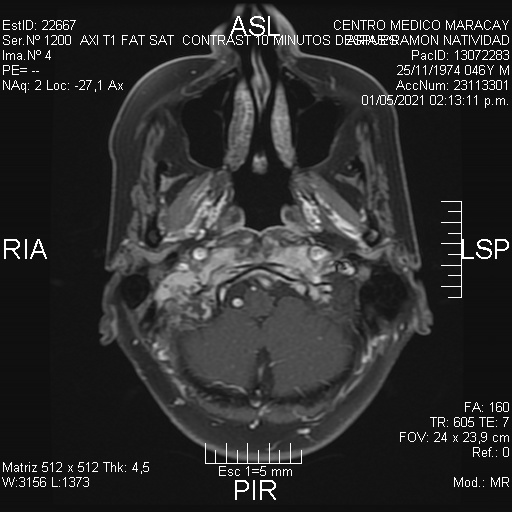 EstID: 22667
Ser.Nº 1200 AXI T1 FAT SAT CONTRAST 10 MINUTOS
Ima.Nº 4
PE= --
NAq: 2 Loc: -27,1 Ax
ASL
CENTRO MEDICO MARACAY
RAMON NATIVIDAD
PacID: 13072283
25/11/1974 046Y M
AccNum: 23113301
01/05/2021 02:13:11 p.m.
RIA
LSP
FA: 160
TR: 605 TE: 7
FOV: 24 x 23,9 cm
Ref.: 0
Matriz 512 x 512 Thk: 4,5
W:3156 L:1373
Esc 1=5 mm
PIR
Mod.: MR